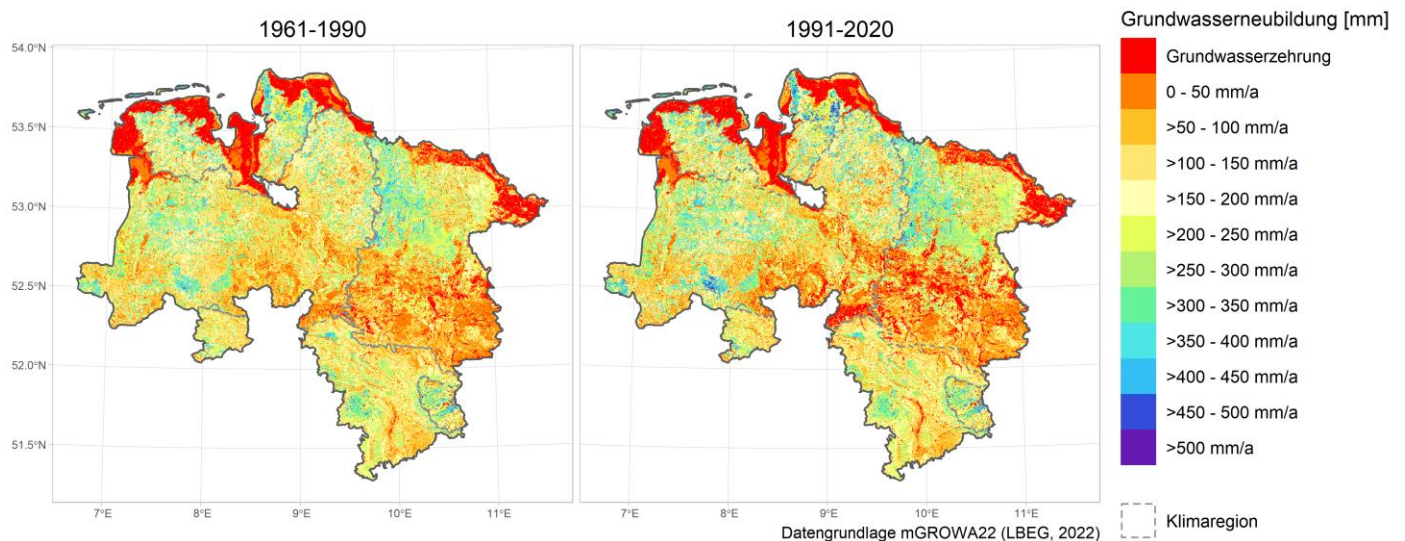 1961-1990
1991-2020
54.0°N
53.5°N
53.0°N
52.5°N
52.0°N
51.5°N
7°E 8°E 9°E 10°E 11°E
7°E 8°E 9°E 10°E 11°E
Datengrundlage mGROWA22 (LBEG, 2022)
Grundwasserneubildung [mm]
Grundwasserzehrung
0 - 50 mm/a
>50 - 100 mm/a
>100 - 150 mm/a
>150 - 200 mm/a
>200 - 250 mm/a
>250 - 300 mm/a
>300 - 350 mm/a
>350 - 400 mm/a
>400 - 450 mm/a
>450 - 500 mm/a
>500 mm/a
Klimaregion